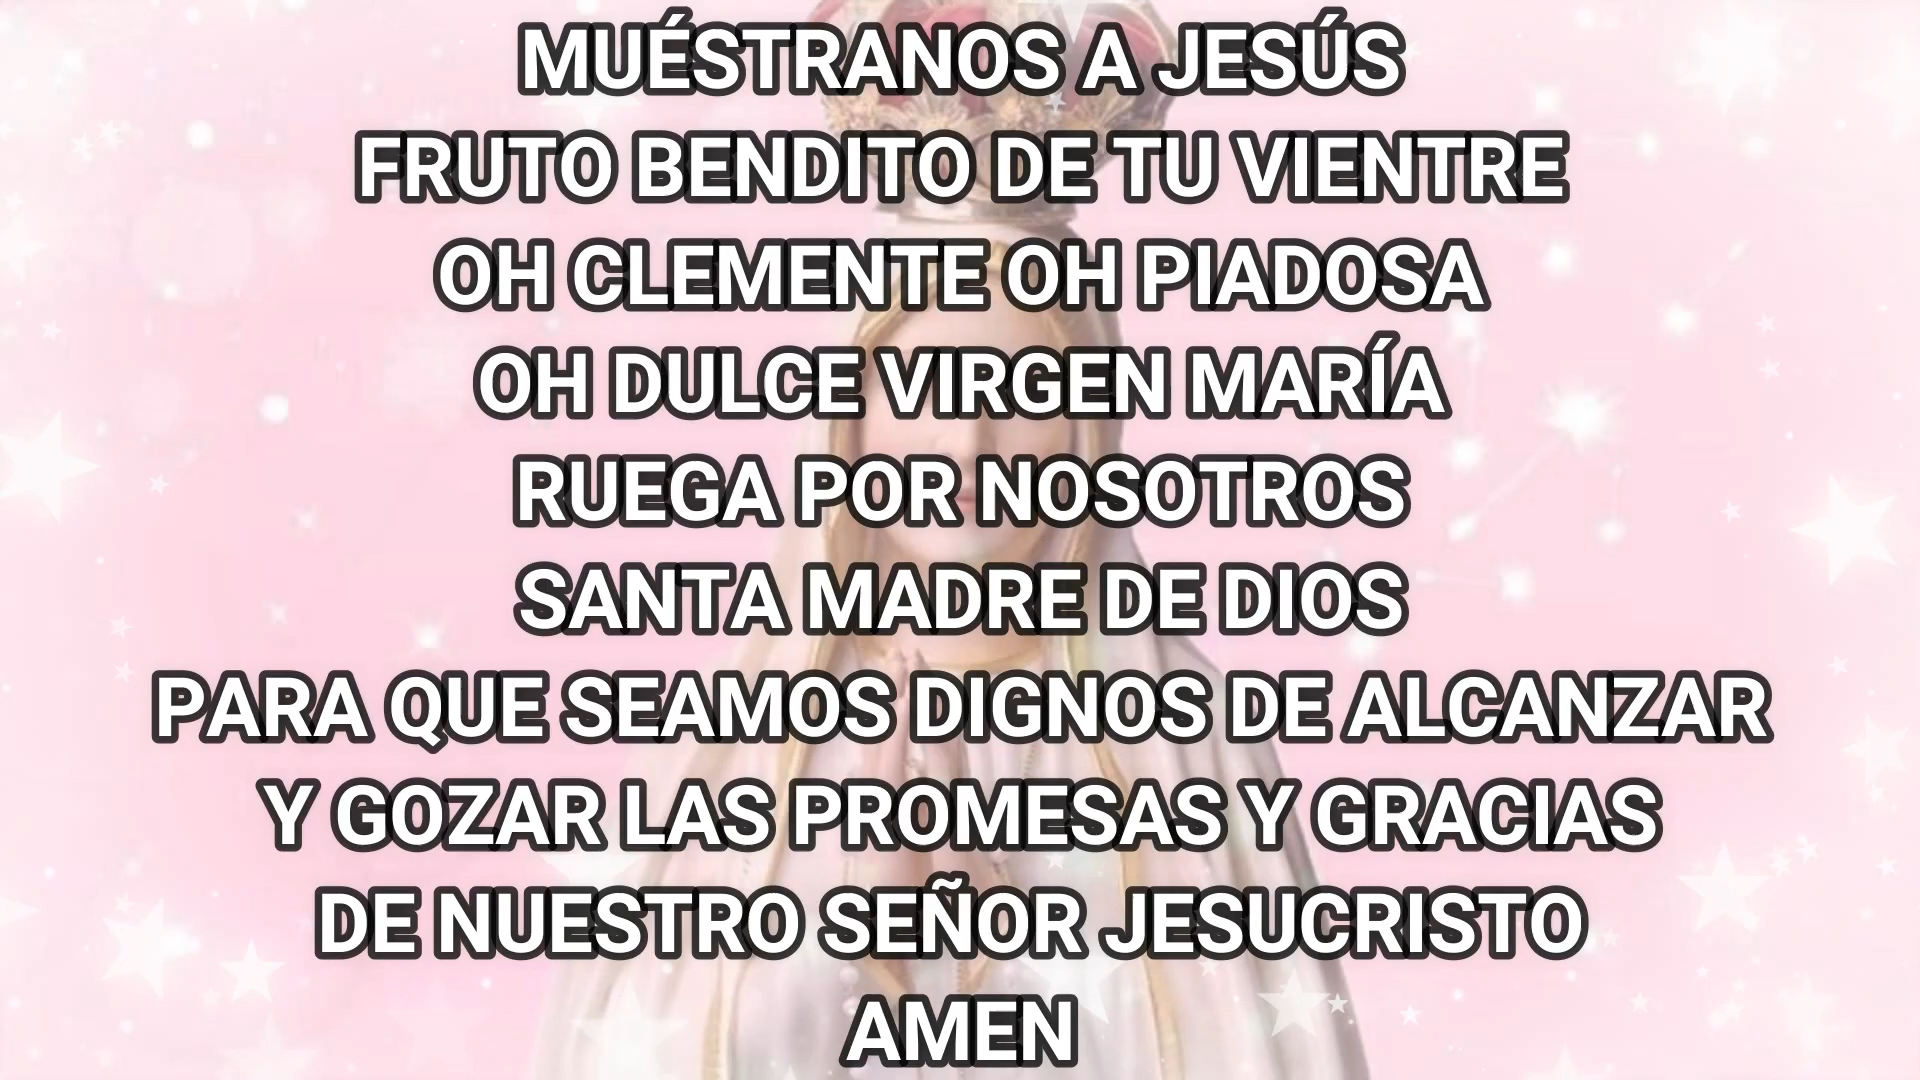 MUÉSTRANOS A JESÚS
FRUTO BENDITO DE TU VIENTRE
OH CLEMENTE OH PIADOSA
OH DULCE VIRGEN MARÍA
RUEGA POR NOSOTROS
SANTA MADRE DE DIOS
PARA QUE SEAMOS DIGNOS DE ALCANZAR
Y GOZAR LAS PROMESAS Y GRACIAS
DE NUESTRO SEÑOR JESUCRISTO
AMEN